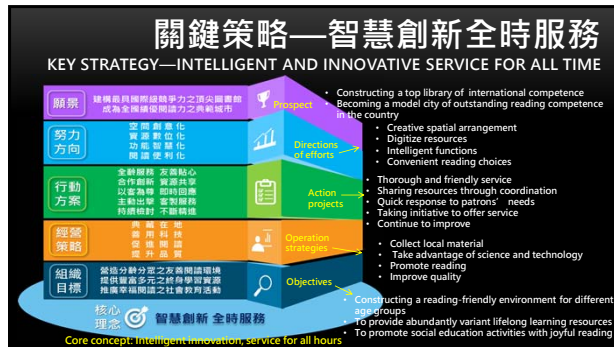 關鍵策略—智慧創新全時服務
KEY STRATEGY—INTELLIGENT AND INNOVATIVE SERVICE FOR ALL TIME
願景
建構最具國際級競爭力之頂尖圖書館
成為全國績優閱讀力之典範城市
Prospect
• Constructing a top library of international competence
• Becoming a model city of outstanding reading competence
in the country
努力
方向
空間創意化
資源數位化
功能智慧化
閱讀便利化
Directions
of efforts
• Creative spatial arrangement
• Digitize resources
• Intelligent functions
• Convenient reading choices
行動
方案
全齡服務 友善貼心
合作創新 資源共享
以客為尊 即時回應
主動出擊 客製服務
持續檢討 不斷精進
Action
projects
• Thorough and friendly service
• Sharing resources through coordination
• Quick response to patrons’ needs
• Taking initiative to offer service
• Continue to improve
經營
策略
典藏在地
善用科技
促進閱讀
提升品質
Operation
strategies
• Collect local material
• Take advantage of science and technology
• Promote reading
• Improve quality
組織
目標
營造分齡分眾之友善閱讀環境
提供豐富多元之終身學習資源
推廣幸福閱讀之社會教育活動
Objectives
• Constructing a reading-friendly environment for different
age groups
• To provide abundantly variant lifelong learning resources
• To promote social education activities with joyful reading
核心
理念
智慧創新 全時服務
Core concept: Intelligent innovation, service for all hours